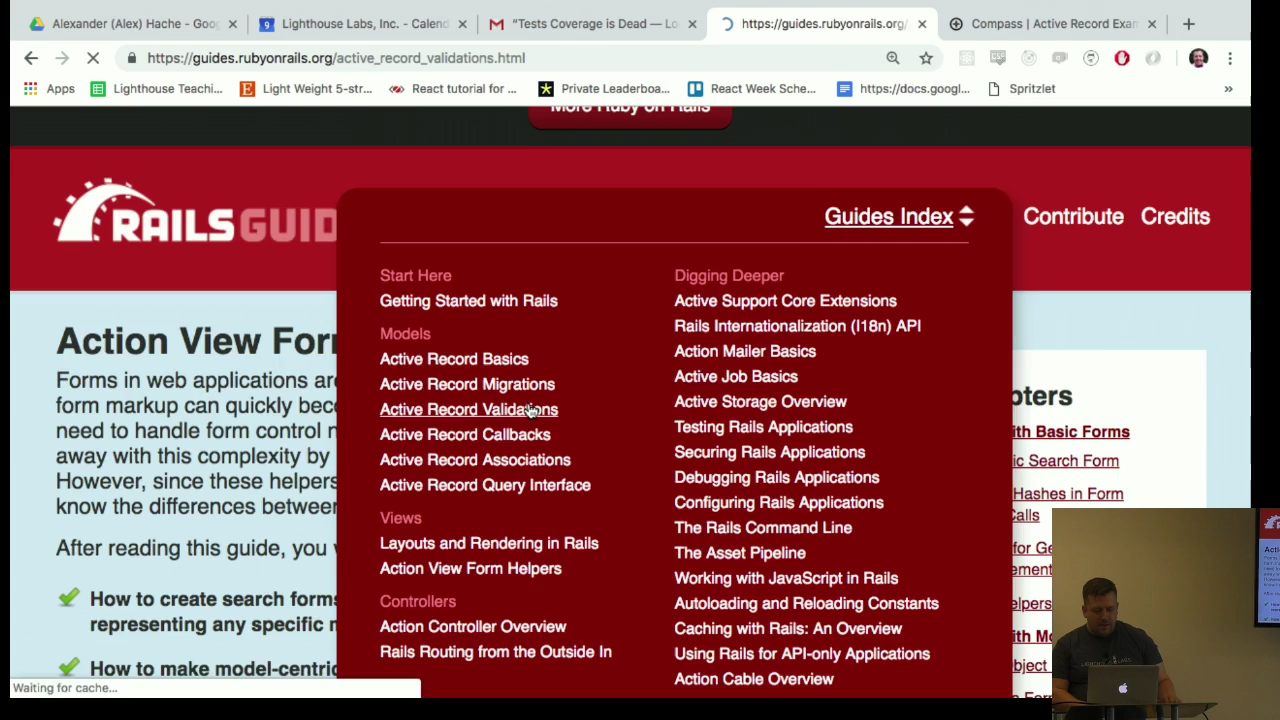 Alexander (Alex) Hache - Goo
Lighthouse Labs, Inc. - Calend
"Tests Coverage is Dead — Lo
https://guides.rubyonrails.org/
Compass | Active Record Exa
https://guides.rubyonrails.org/active_record_validations.html
Apps
Lighthouse Teachi...
Light Weight 5-str...
React tutorial for ...
Private Leaderboa...
React Week Sche...
https://docs.googl...
Spritzlet
»
More Ruby on Rails
RAILSGUID
Guides Index
Contribute
Credits
Start Here
Getting Started with Rails
Models
Active Record Basics
Active Record Migrations
Active Record Validations
Active Record Callbacks
Active Record Associations
Active Record Query Interface
Views
Layouts and Rendering in Rails
Action View Form Helpers
Controllers
Action Controller Overview
Rails Routing from the Outside In
Digging Deeper
Active Support Core Extensions
Rails Internationalization (I18n) API
Action Mailer Basics
Active Job Basics
Active Storage Overview
Testing Rails Applications
Securing Rails Applications
Debugging Rails Applications
Configuring Rails Applications
The Rails Command Line
The Asset Pipeline
Working with JavaScript in Rails
Autoloading and Reloading Constants
Caching with Rails: An Overview
Using Rails for API-only Applications
Action Cable Overview
Action View For
Forms in web applications are
form markup can quickly beco
need to handle form control n
away with this complexity by
However, since these helpers
know the differences between
After reading this guide, you
How to create search forms
representing any specific m
How to make model-centric
pters
ith Basic Forms
ic Search Form
Hashes in Form
Calls
for Ge
ement
elpers
ith Mo
Object
Waiting for cache...